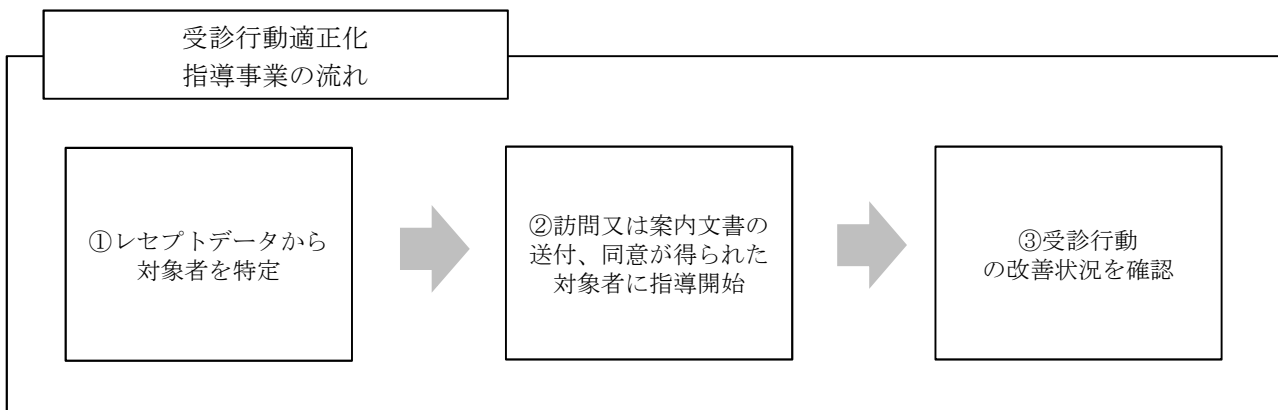 受診行動適正化
指導事業の流れ
①レセプトデータから
対象者を特定
②訪問又は案内文書の
送付、同意が得られた
対象者に指導開始
③受診行動
の改善状況を確認